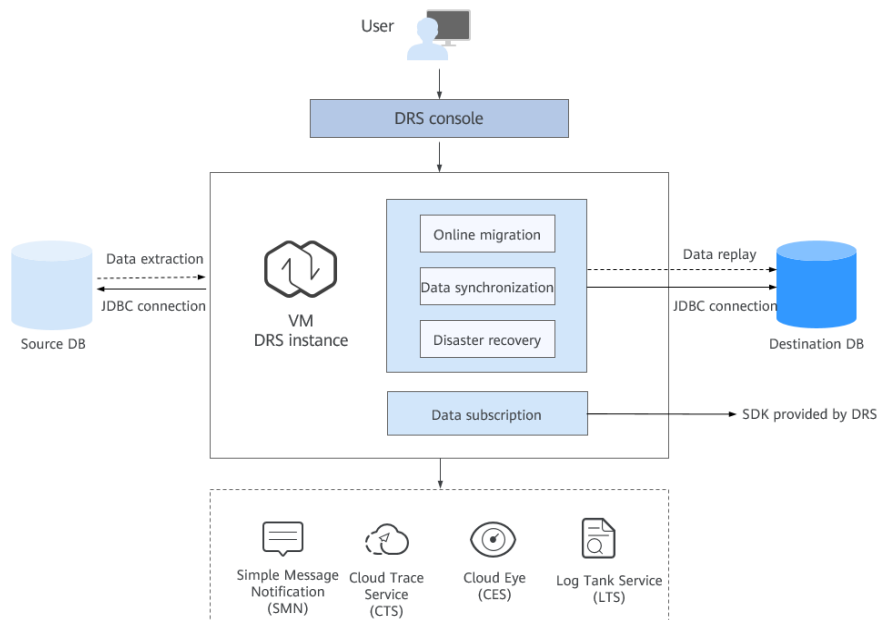 User
DRS console
Online migration
Data extraction
Data replay
Data synchronization
JDBC connection
JDBC connection
VM
DRS instance
Source DB
Disaster recovery
Destination DB
Data subscription
SDK provided by DRS
Simple Message
Notification
(SMN)
Cloud Trace
Service
(CTS)
Cloud Eye
(CES)
Log Tank Service
(LTS)